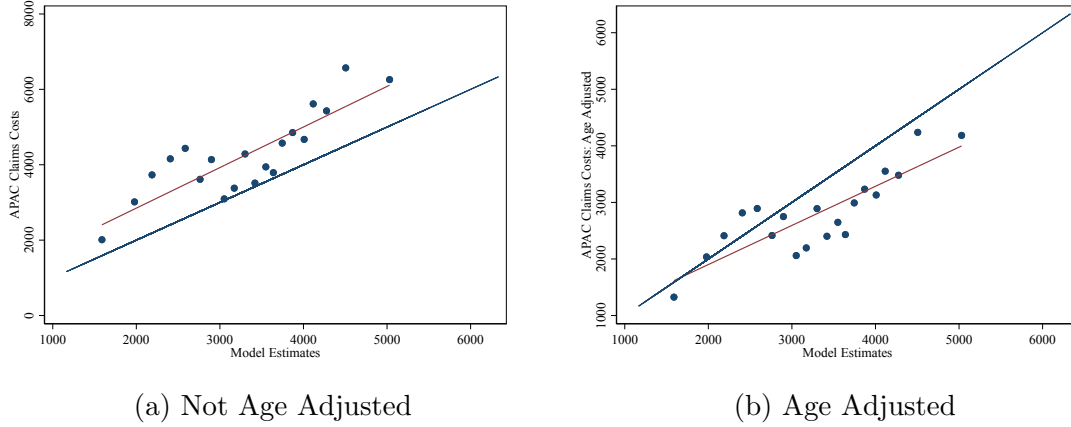 APAC Claims Costs
8000
6000
4000
2000
0
1000 2000 3000 4000 5000 6000
Model Estimates
(a) Not Age Adjusted
APAC Claims Costs: Age Adjusted
6000
5000
4000
3000
2000
1000
1000 2000 3000 4000 5000 6000
Model Estimates
(b) Age Adjusted